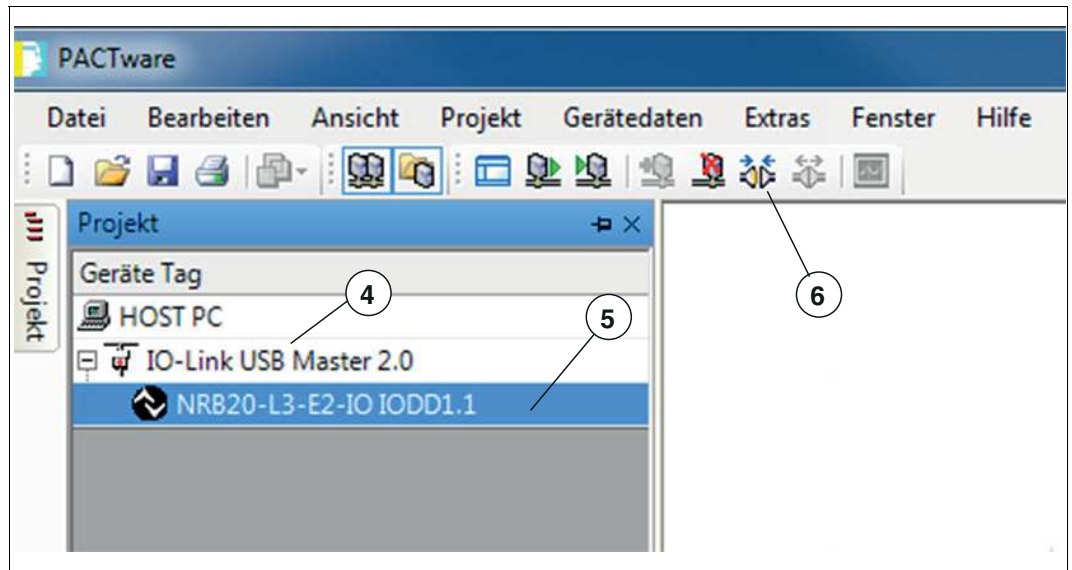 PACTware
Datei Bearbeiten Ansicht Projekt Gerätedaten Extras Fenster Hilfe
Projekt
Projekt
Geräte Tag
4
HOST PC
5
6
IO-Link USB Master 2.0
NRB20-L3-E2-IO IODD1.1